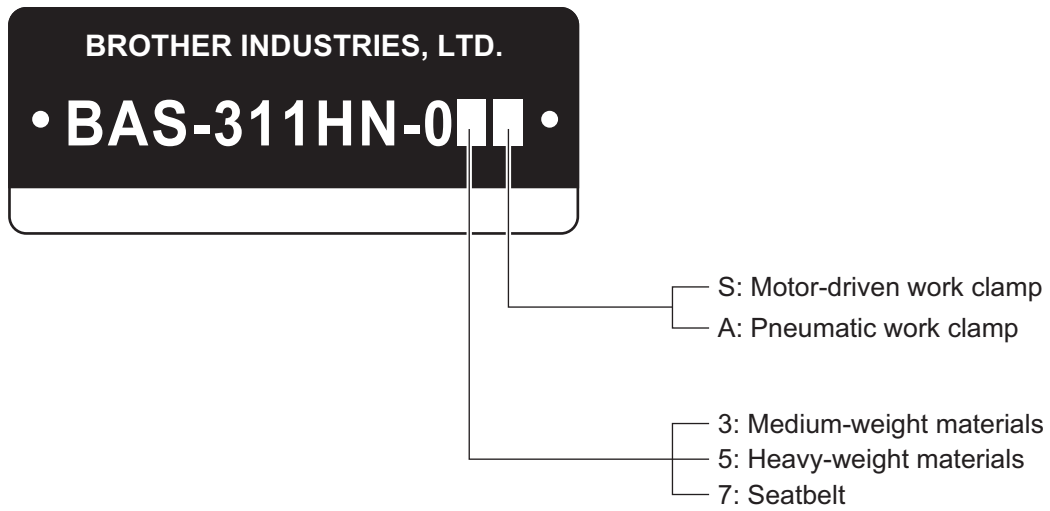 BROTHER INDUSTRIES, LTD.
• BAS-311HN-0 •
S: Motor-driven work clamp
A: Pneumatic work clamp
3: Medium-weight materials
5: Heavy-weight materials
7: Seatbelt